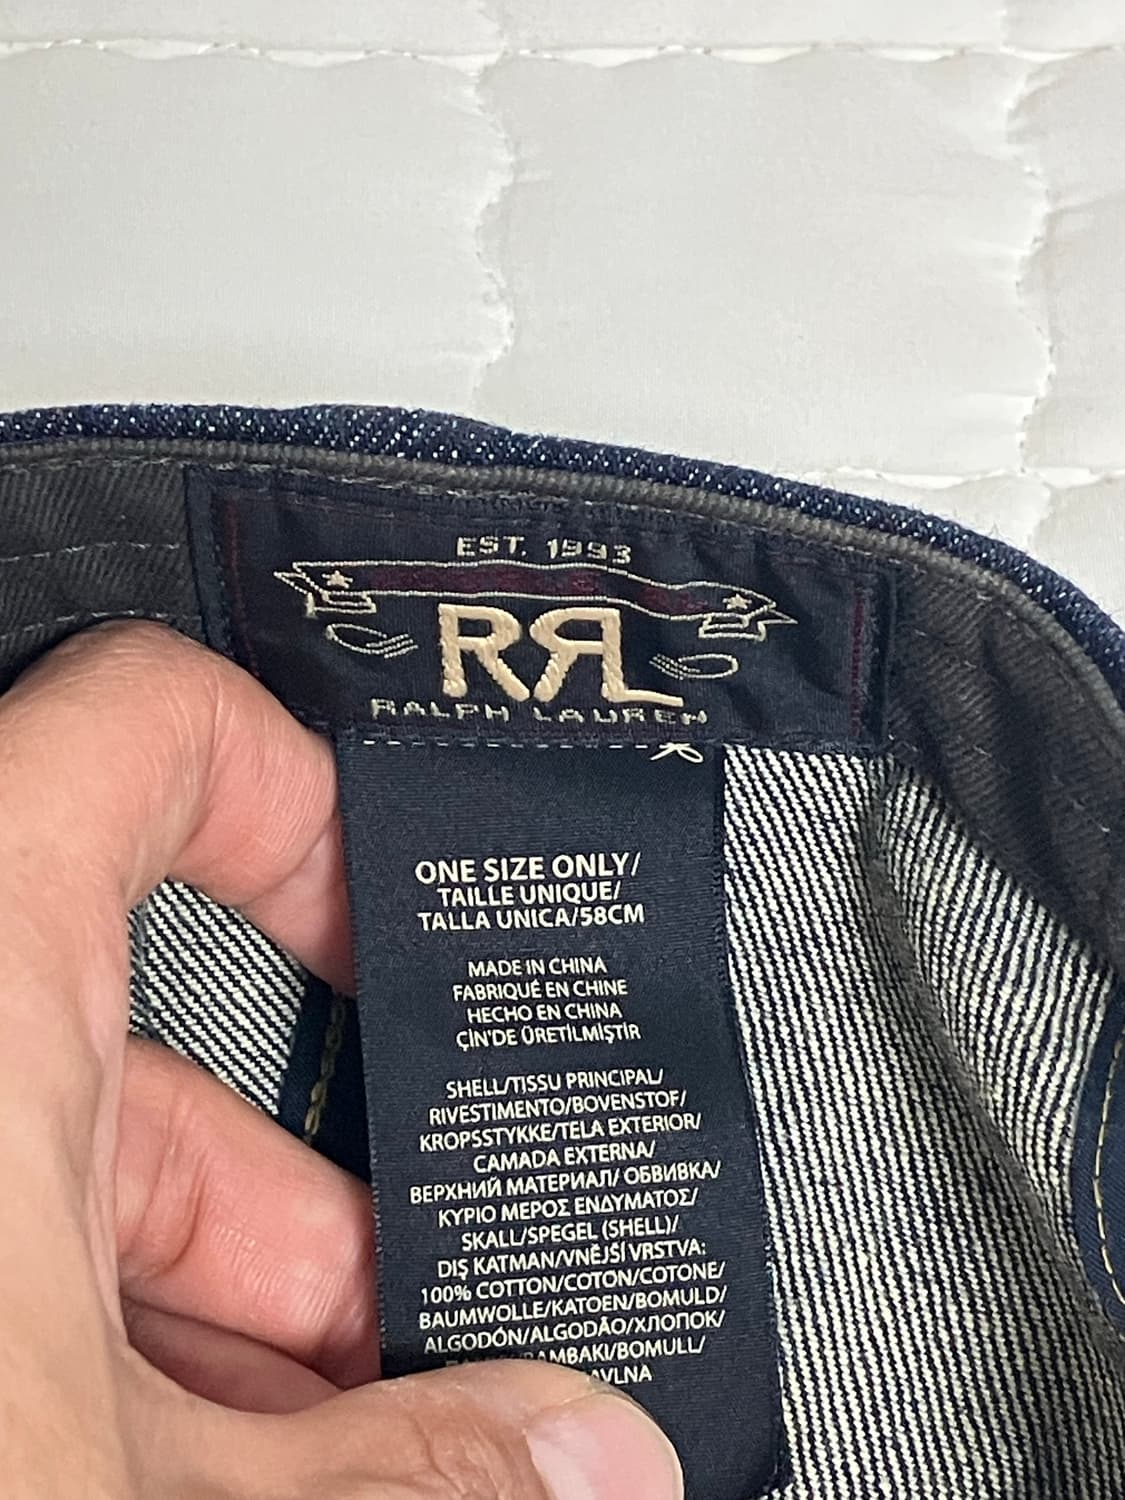 EST. 1993
RRL
RALPH LAUREN
ONE SIZE ONLY/
TAILLE UNIQUE/
TALLA UNICA/58CM
MADE IN CHINA
FABRIQUÉ EN CHINE
HECHO EN CHINA
ÇİN'DE ÜRETİLMİŞTİR
SHELL/TISSU PRINCIPAL/
RIVESTIMENTO/BOVENSTOF/
KROPSSTYKKE/TELA EXTERIOR/
CAMADA EXTERNA/
ВЕРХНИЙ МАТЕРИАЛ/ ОБВИВКА/
ΚΥΡΙΟ ΜΕΡΟΣ ΕΝΔΥΜΑΤΟΣ/
SKALL/SPEGEL (SHELL)/
DIŞ KATMAN/VNĚJŠÍ VRSTVA:
100% COTTON/COTON/COTONE/
BAUMWOLLE/KATOEN/BOMULD/
ALGODÓN/ALGODÃO/ХЛОПОК/
BAMBAKI/BOMULL/